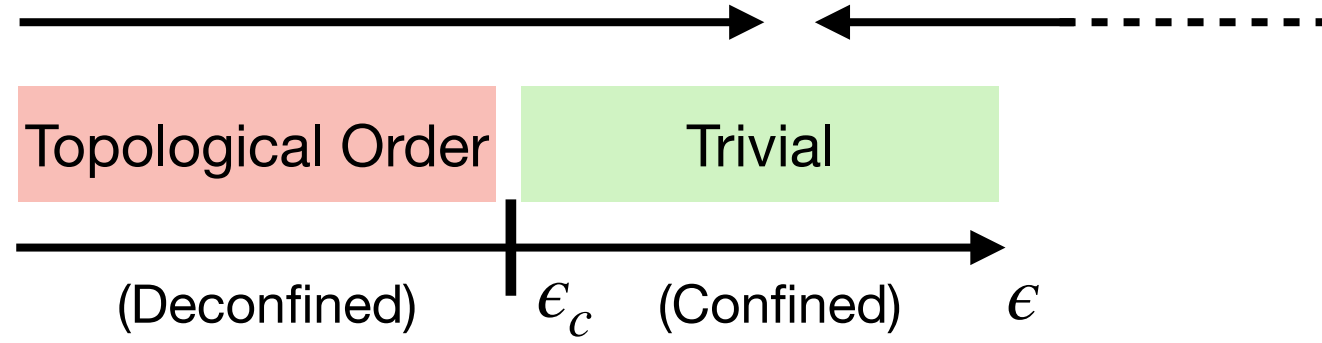 Topological Order Trivial
(Deconfined) ϵc (Confined) ϵ